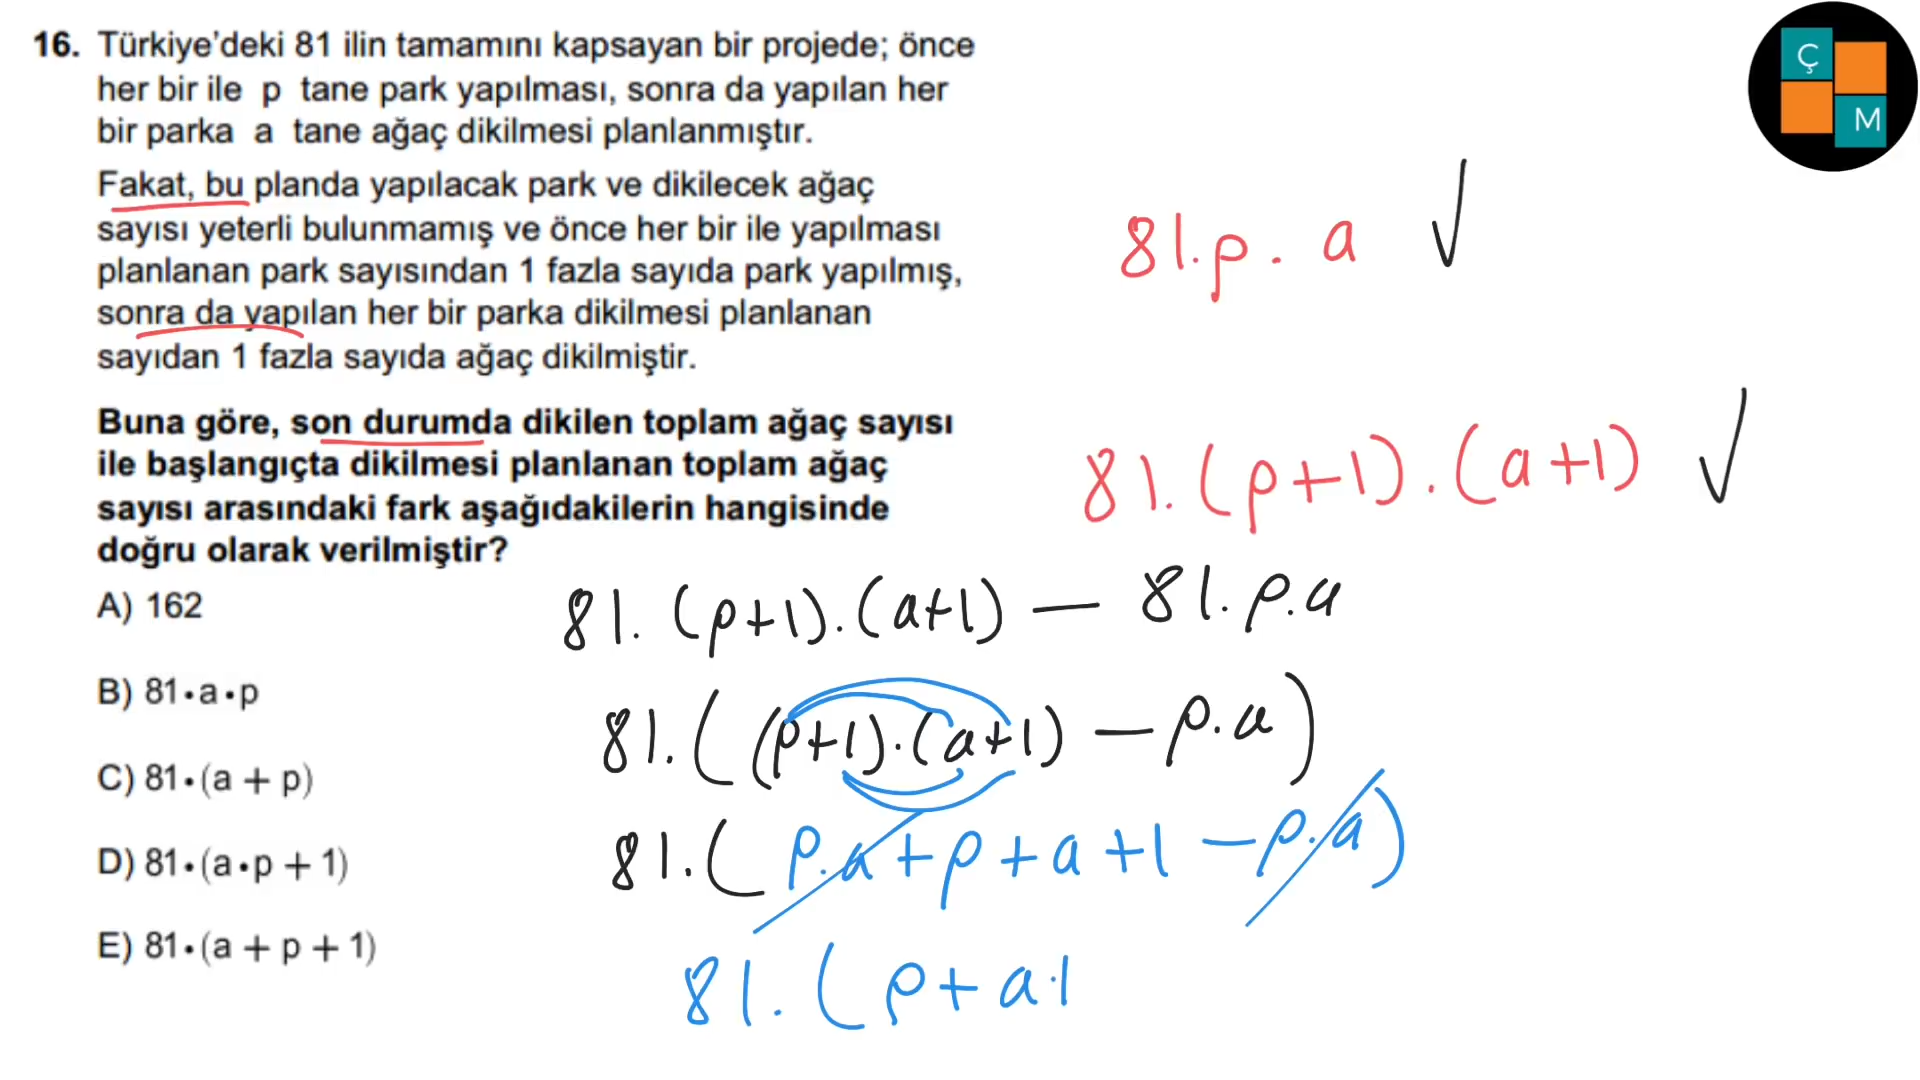 16. Türkiye'deki 81 ilin tamamını kapsayan bir projede; önce
her bir ile p tane park yapılması, sonra da yapılan her
bir parka a tane ağaç dikilmesi planlanmıştır.
Fakat, bu planda yapılacak park ve dikilecek ağaç
sayısı yeterli bulunmamış ve önce her bir ile yapılması
planlanan park sayısından 1 fazla sayıda park yapılmış,
sonra da yapılan her bir parka dikilmesi planlanan
sayıdan 1 fazla sayıda ağaç dikilmiştir.
Buna göre, son durumda dikilen toplam ağaç sayısı
ile başlangıçta dikilmesi planlanan toplam ağaç
sayısı arasındaki fark aşağıdakilerin hangisinde
doğru olarak verilmiştir?
A) 162
B) 81•a•p
C) 81•(a + p)
D) 81•(a•p + 1)
E) 81•(a + p + 1)
Ç
M
81.p.a ✓
81.(p+1).(a+1) ✓
81.(p+1).(a+1) — 81.p.a
81.((p+1).(a+1) — p.a)
81.(p.a+p+a+1 — p.a)
81.(p+a+